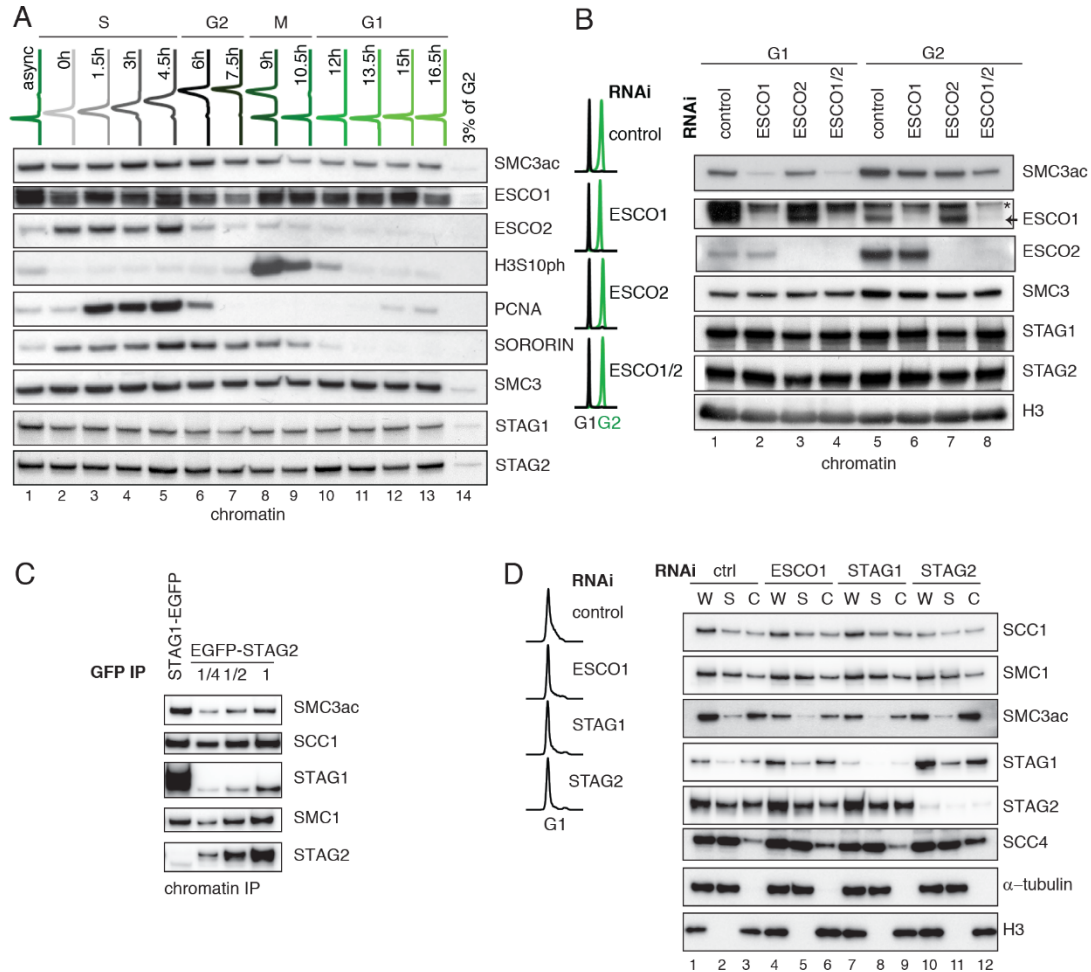 A
S G2 M G1
async 0h 1.5h 3h 4.5h 6h 7.5h 9h 10.5h 12h 13.5h 15h 16.5h 3% of G2
SMC3ac
ESCO1
ESCO2
H3S10ph
PCNA
SORORIN
SMC3
STAG1
STAG2
1 2 3 4 5 6 7 8 9 10 11 12 13 14
chromatin
B
RNAi
control
ESCO1
ESCO2
ESCO1/2
G1 G2
G1 G2
RNAi control ESCO1 ESCO2 ESCO1/2 control ESCO1 ESCO2 ESCO1/2
SMC3ac
*
ESCO1
ESCO2
SMC3
STAG1
STAG2
H3
1 2 3 4 5 6 7 8
chromatin
C
STAG1-EGFP
EGFP-STAG2
GFP IP 1/4 1/2 1
SMC3ac
SCC1
STAG1
SMC1
STAG2
chromatin IP
D
RNAi
control
ESCO1
STAG1
STAG2
G1
RNAi ctrl ESCO1 STAG1 STAG2
W S C W S C W S C W S C
SCC1
SMC1
SMC3ac
STAG1
STAG2
SCC4
α−tubulin
H3
1 2 3 4 5 6 7 8 9 10 11 12